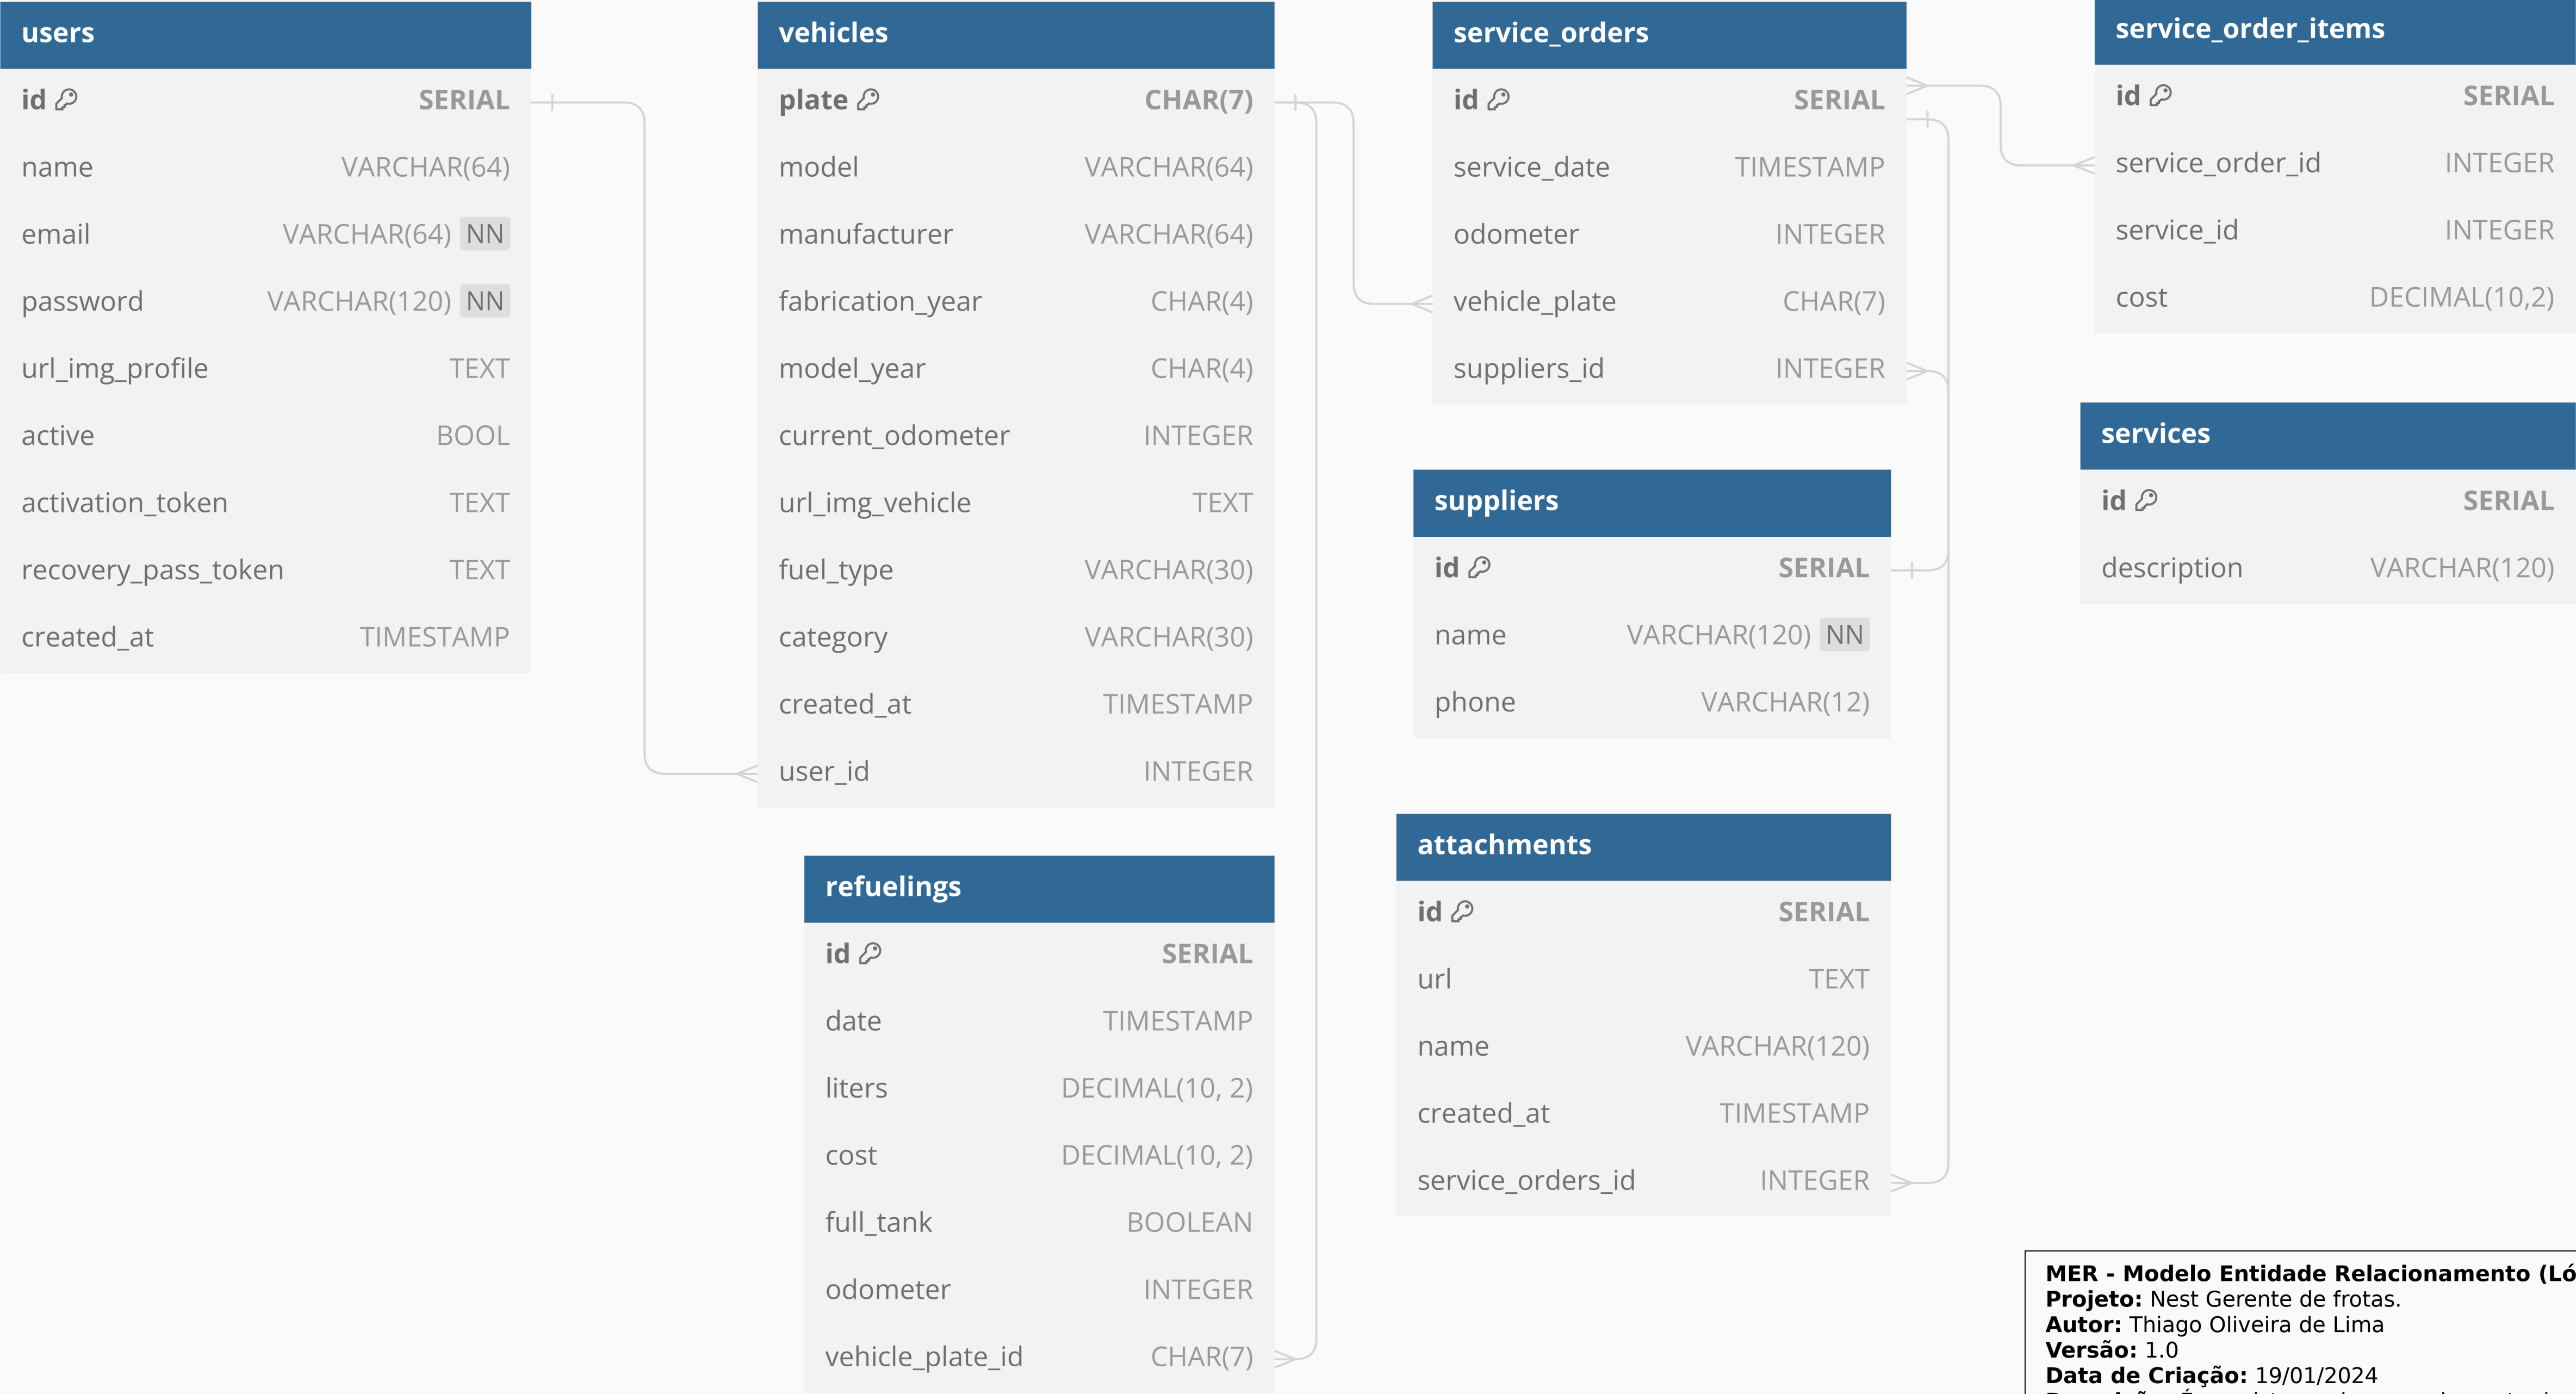 users
id SERIAL
name VARCHAR(64)
email VARCHAR(64) NN
password VARCHAR(120) NN
url_img_profile TEXT
active BOOL
activation_token TEXT
recovery_pass_token TEXT
created_at TIMESTAMP
vehicles
plate CHAR(7)
model VARCHAR(64)
manufacturer VARCHAR(64)
fabrication_year CHAR(4)
model_year CHAR(4)
current_odometer INTEGER
url_img_vehicle TEXT
fuel_type VARCHAR(30)
category VARCHAR(30)
created_at TIMESTAMP
user_id INTEGER
refuelings
id SERIAL
date TIMESTAMP
liters DECIMAL(10, 2)
cost DECIMAL(10, 2)
full_tank BOOLEAN
odometer INTEGER
vehicle_plate_id CHAR(7)
service_orders
id SERIAL
service_date TIMESTAMP
odometer INTEGER
vehicle_plate CHAR(7)
suppliers_id INTEGER
suppliers
id SERIAL
name VARCHAR(120) NN
phone VARCHAR(12)
attachments
id SERIAL
url TEXT
name VARCHAR(120)
created_at TIMESTAMP
service_orders_id INTEGER
service_order_items
id SERIAL
service_order_id INTEGER
service_id INTEGER
cost DECIMAL(10,2)
services
id SERIAL
description VARCHAR(120)
MER - Modelo Entidade Relacionamento (Ló
Projeto: Nest Gerente de frotas.
Autor: Thiago Oliveira de Lima
Versão: 1.0
Data de Criação: 19/01/2024